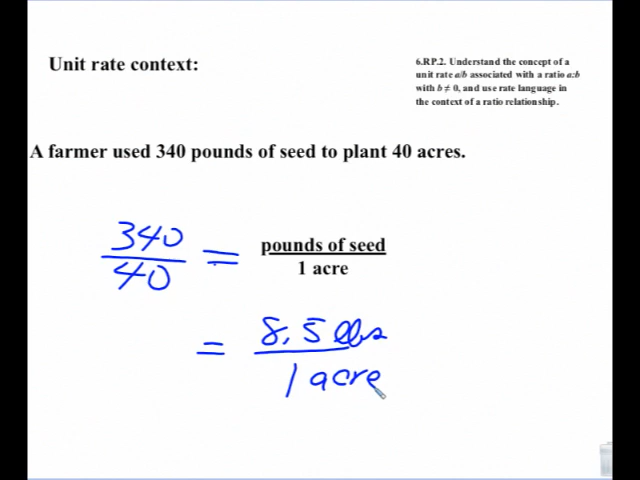 Unit rate context:
6.RP.2. Understand the concept of a
unit rate a/b associated with a ratio a:b
with b ≠ 0, and use rate language in
the context of a ratio relationship.
A farmer used 340 pounds of seed to plant 40 acres.
340
40
=
pounds of seed
1 acre
=
8.5 lbs
1 acre